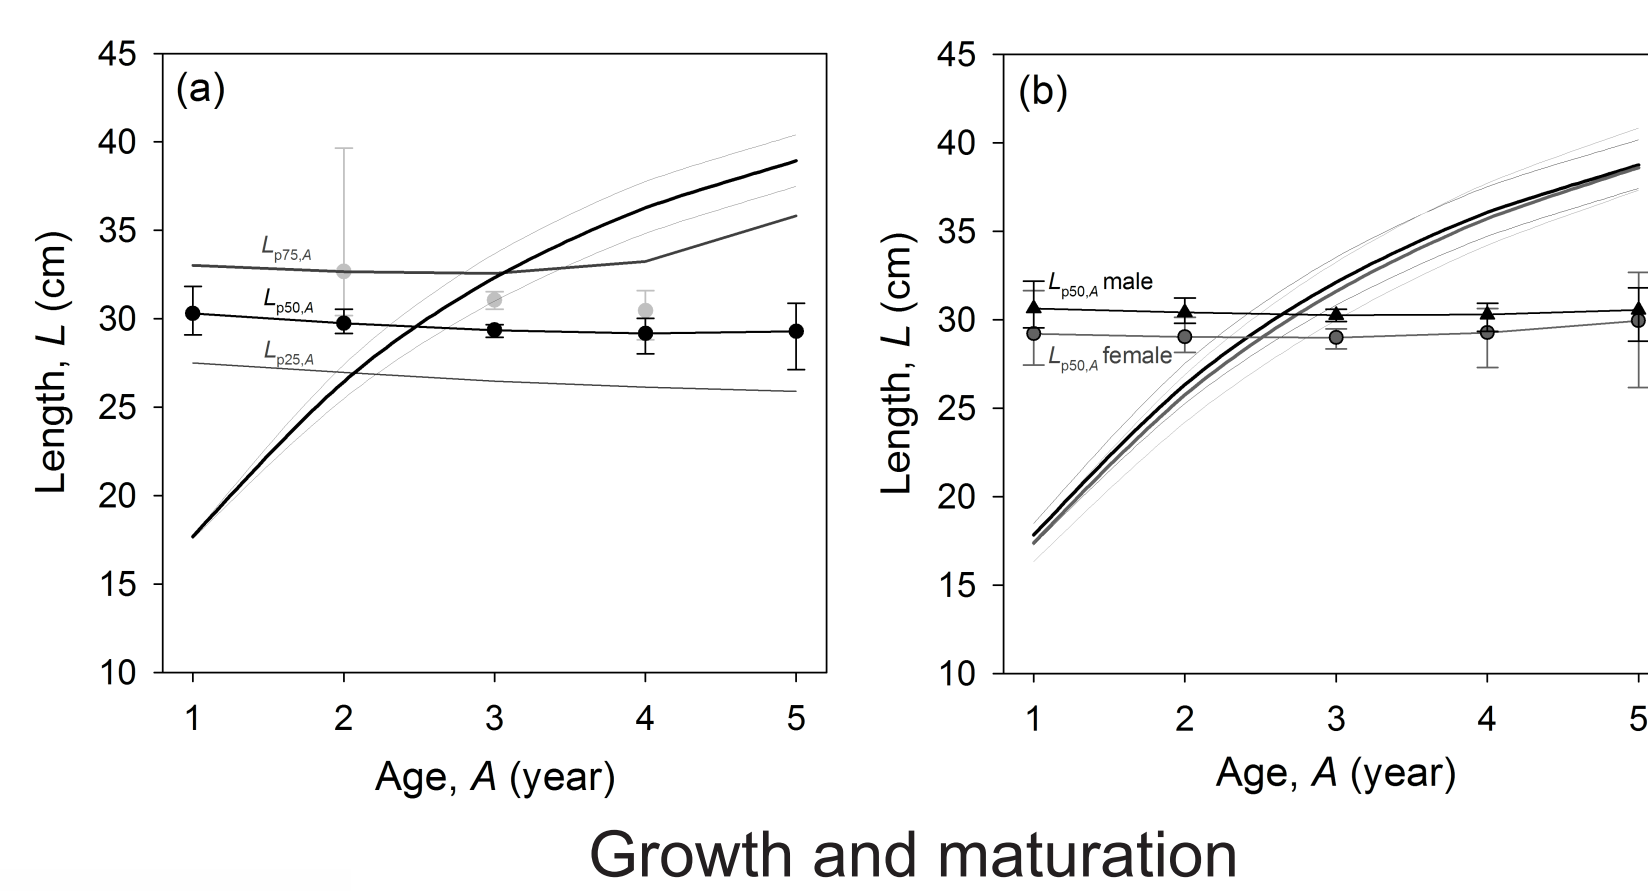 (a)
45
40
35
30
25
20
15
10
Length, L (cm)
Lp75,A
Lp50,A
Lp25,A
1 2 3 4 5
Age, A (year)
(b)
45
40
35
30
25
20
15
10
Length, L (cm)
Lp50,A male
Lp50,A female
1 2 3 4 5
Age, A (year)
Growth and maturation